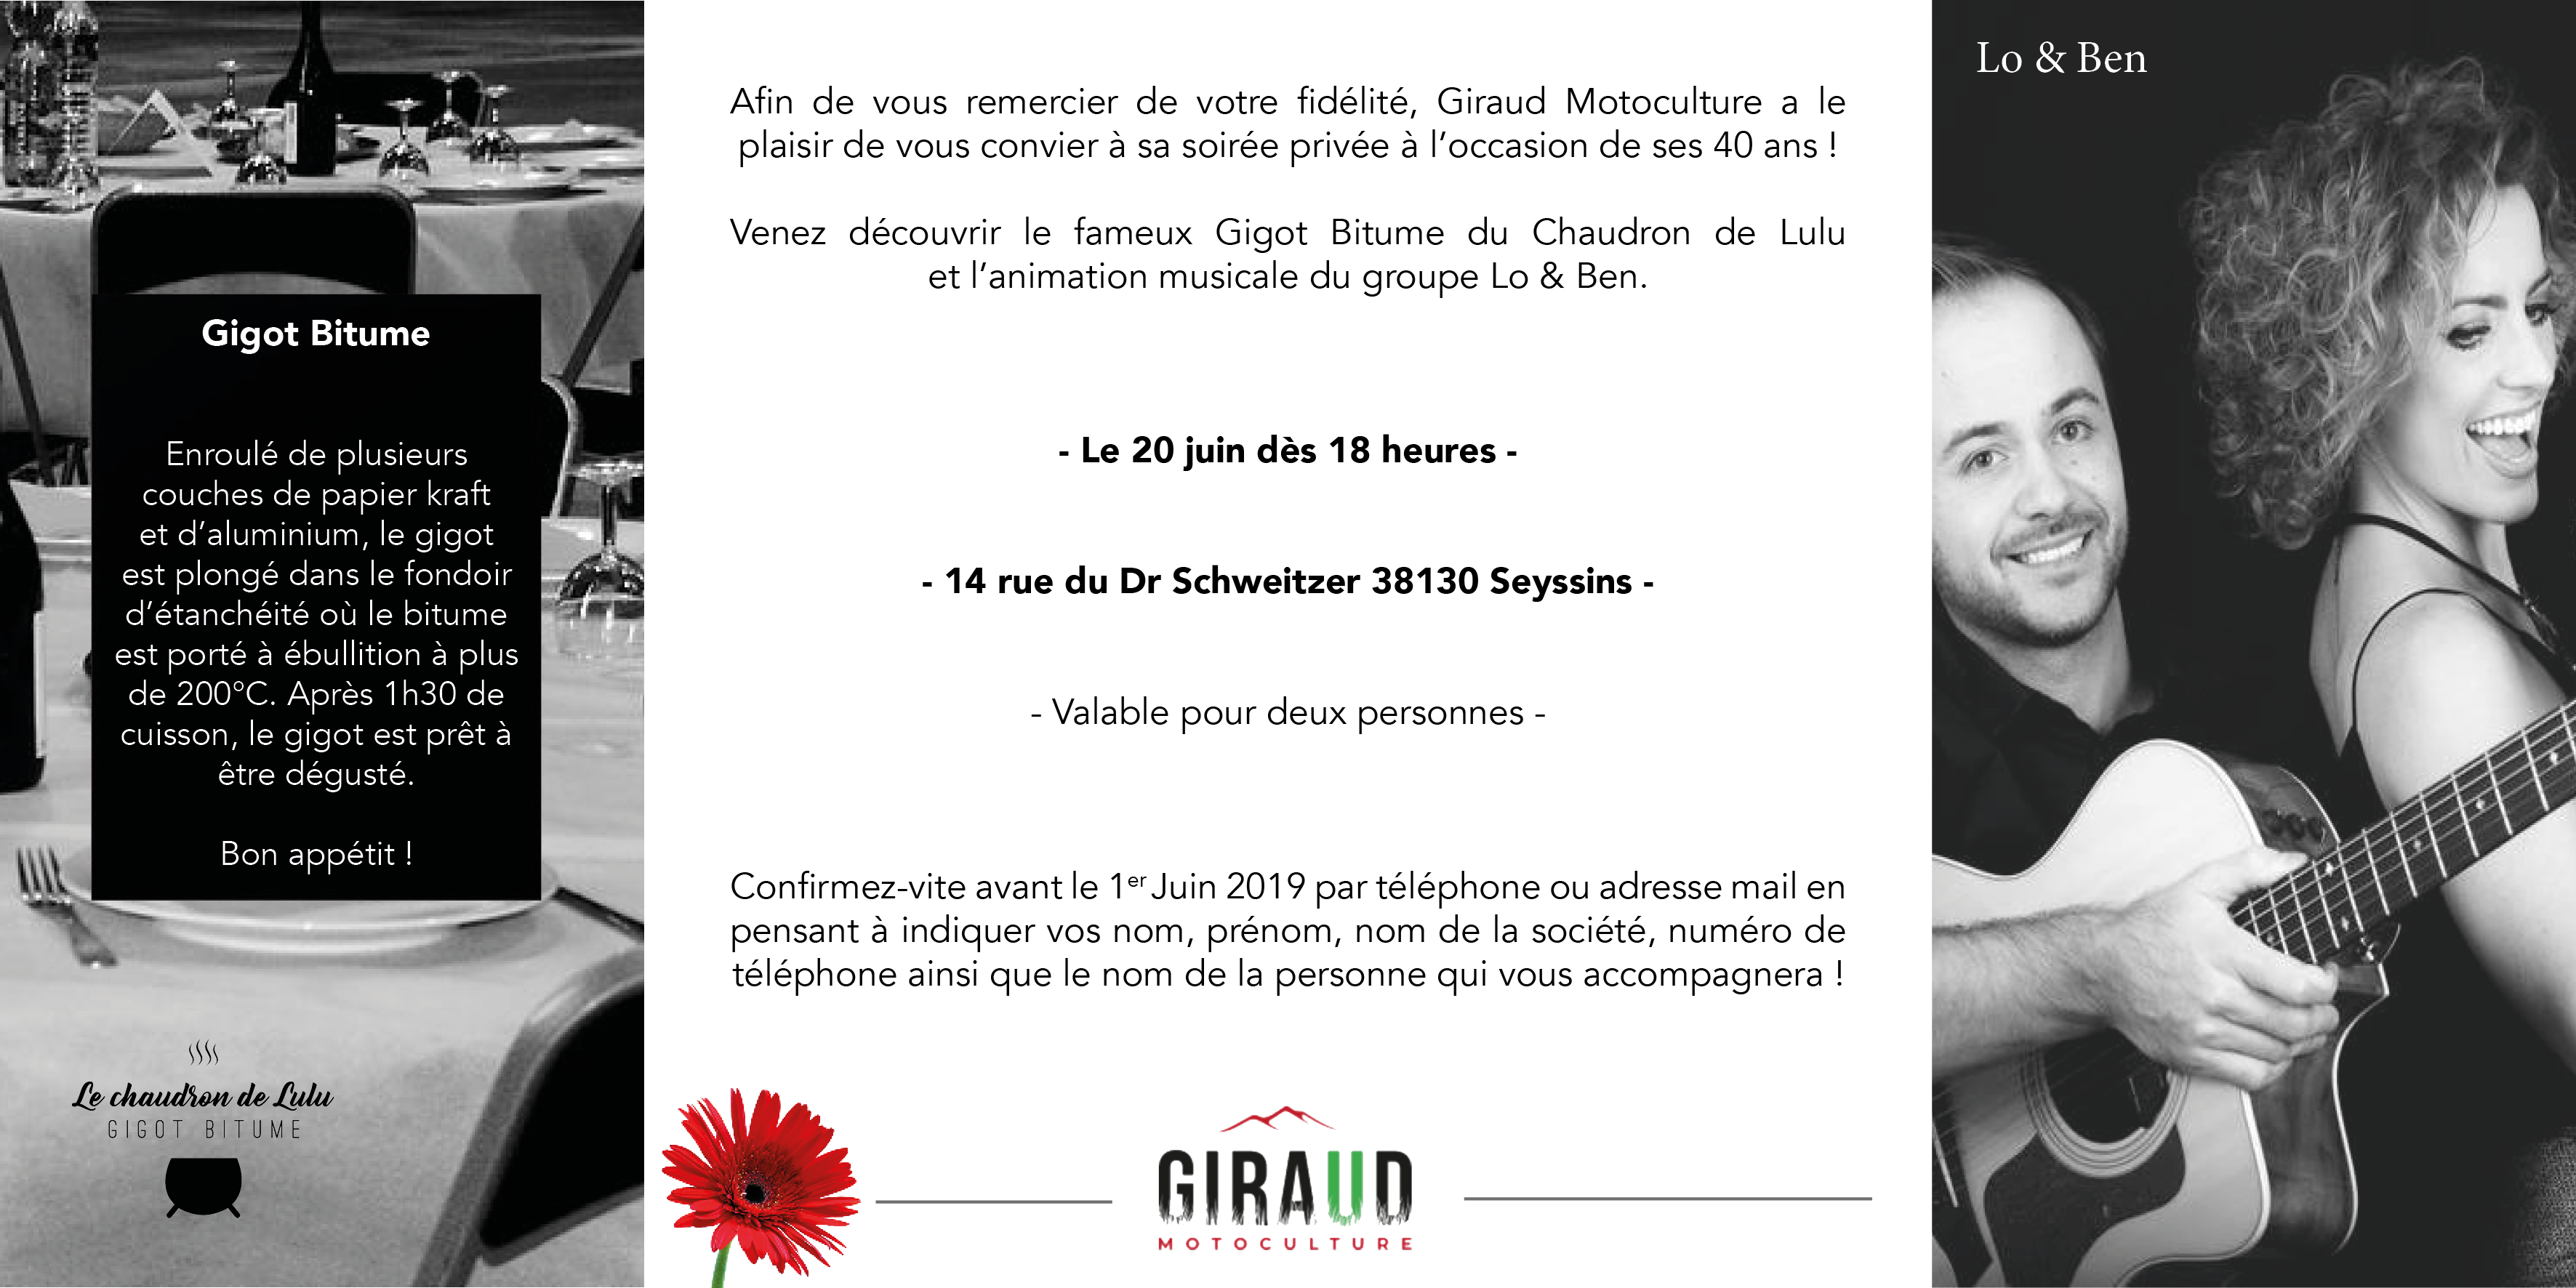 Gigot Bitume
Enroulé de plusieurs
couches de papier kraft
et d’aluminium, le gigot
est plongé dans le fondoir
d’étanchéité où le bitume
est porté à ébullition à plus
de 200°C. Après 1h30 de
cuisson, le gigot est prêt à
être dégusté.
Bon appétit !
Le chaudron de Lulu
GIGOT BITUME
Afin de vous remercier de votre fidélité, Giraud Motoculture a le
plaisir de vous convier à sa soirée privée à l’occasion de ses 40 ans !
Venez découvrir le fameux Gigot Bitume du Chaudron de Lulu
et l’animation musicale du groupe Lo & Ben.
- Le 20 juin dès 18 heures -
- 14 rue du Dr Schweitzer 38130 Seyssins -
- Valable pour deux personnes -
Confirmez-vite avant le 1er Juin 2019 par téléphone ou adresse mail en
pensant à indiquer vos nom, prénom, nom de la société, numéro de
téléphone ainsi que le nom de la personne qui vous accompagnera !
GIRAUD
MOTOCULTURE
Lo & Ben